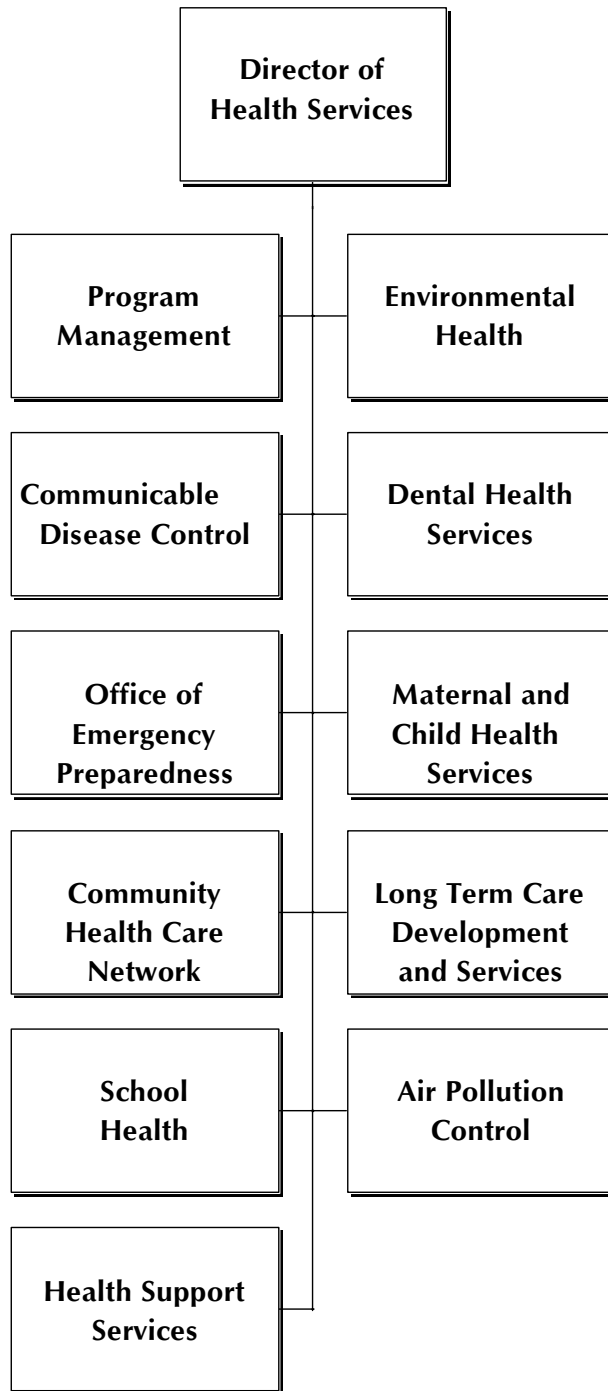 Director of
Health Services
Program
Management
Environmental
Health
Communicable
Disease Control
Dental Health
Services
Office of
Emergency
Preparedness
Maternal and
Child Health
Services
Community
Health Care
Network
Long Term Care
Development
and Services
School
Health
Air Pollution
Control
Health Support
Services